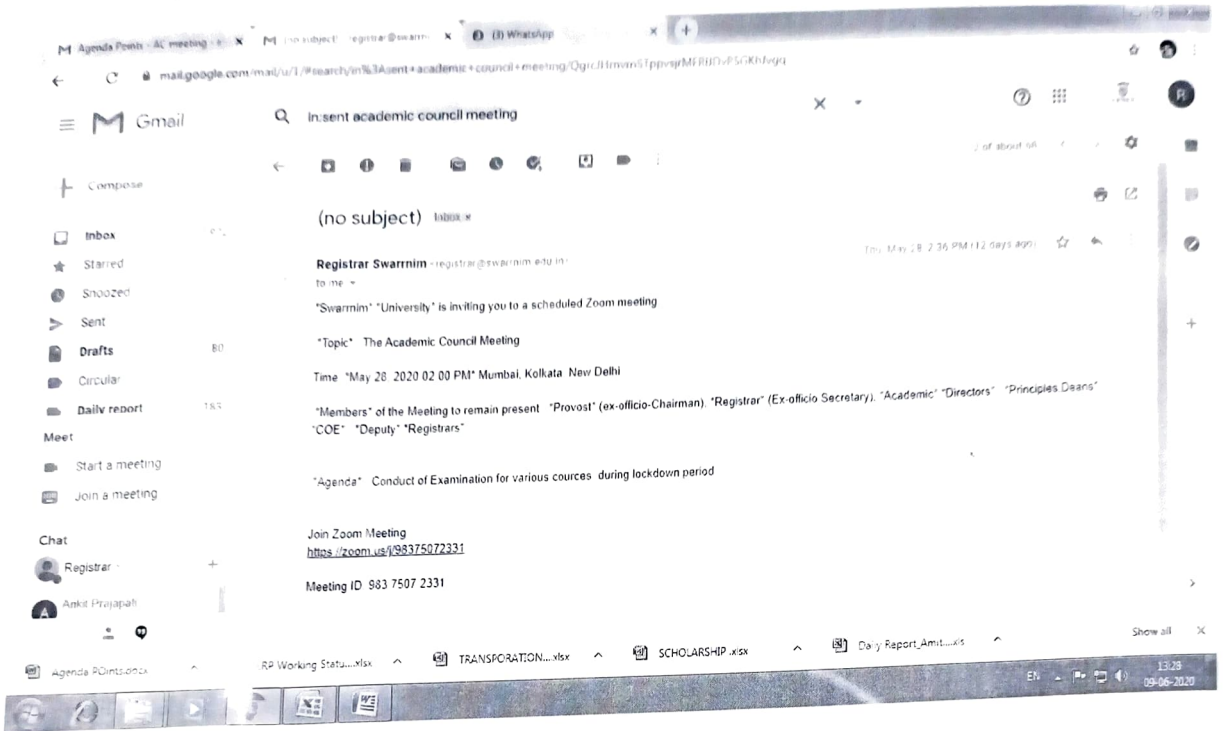 Agenda Points - AC meeting - r
(no subject) registrar@swarrn
(3) WhatsApp
mail.google.com/mail/u/1/#search/in%3Asent+academic+council+meeting/
Gmail
in:sent academic council meeting
of about
Compose
(no subject) Inbox x
Inbox
Thu, May 28, 2:36 PM (12 days ago)
Starred
Registrar Swarrnim registrar@swarrnim.edu.in
to me
Snoozed
*Swarrnim* *University* is inviting you to a scheduled Zoom meeting
Sent
*Topic* The Academic Council Meeting
Drafts 80
Circular
Time *May 28, 2020 02:00 PM* Mumbai, Kolkata, New Delhi
Daily report 183
*Members* of the Meeting to remain present *Provost* (ex-officio-Chairman), *Registrar* (Ex-officio Secretary), *Academic* *Directors* *Principles,Deans*
*COE* *Deputy* *Registrars*
Meet
Start a meeting
*Agenda* Conduct of Examination for various cources during lockdown period
Join a meeting
Join Zoom Meeting
Chat
https://zoom.us/j/98375072331
Registrar
Meeting ID 983 7507 2331
A Ankit Prajapati
Show all
Agenda POints.docx
RP Working Statu....xlsx
TRANSPORATION....xlsx
SCHOLARSHIP .xlsx
Daily Report_Amit....xls
EN
13:28
09-06-2020